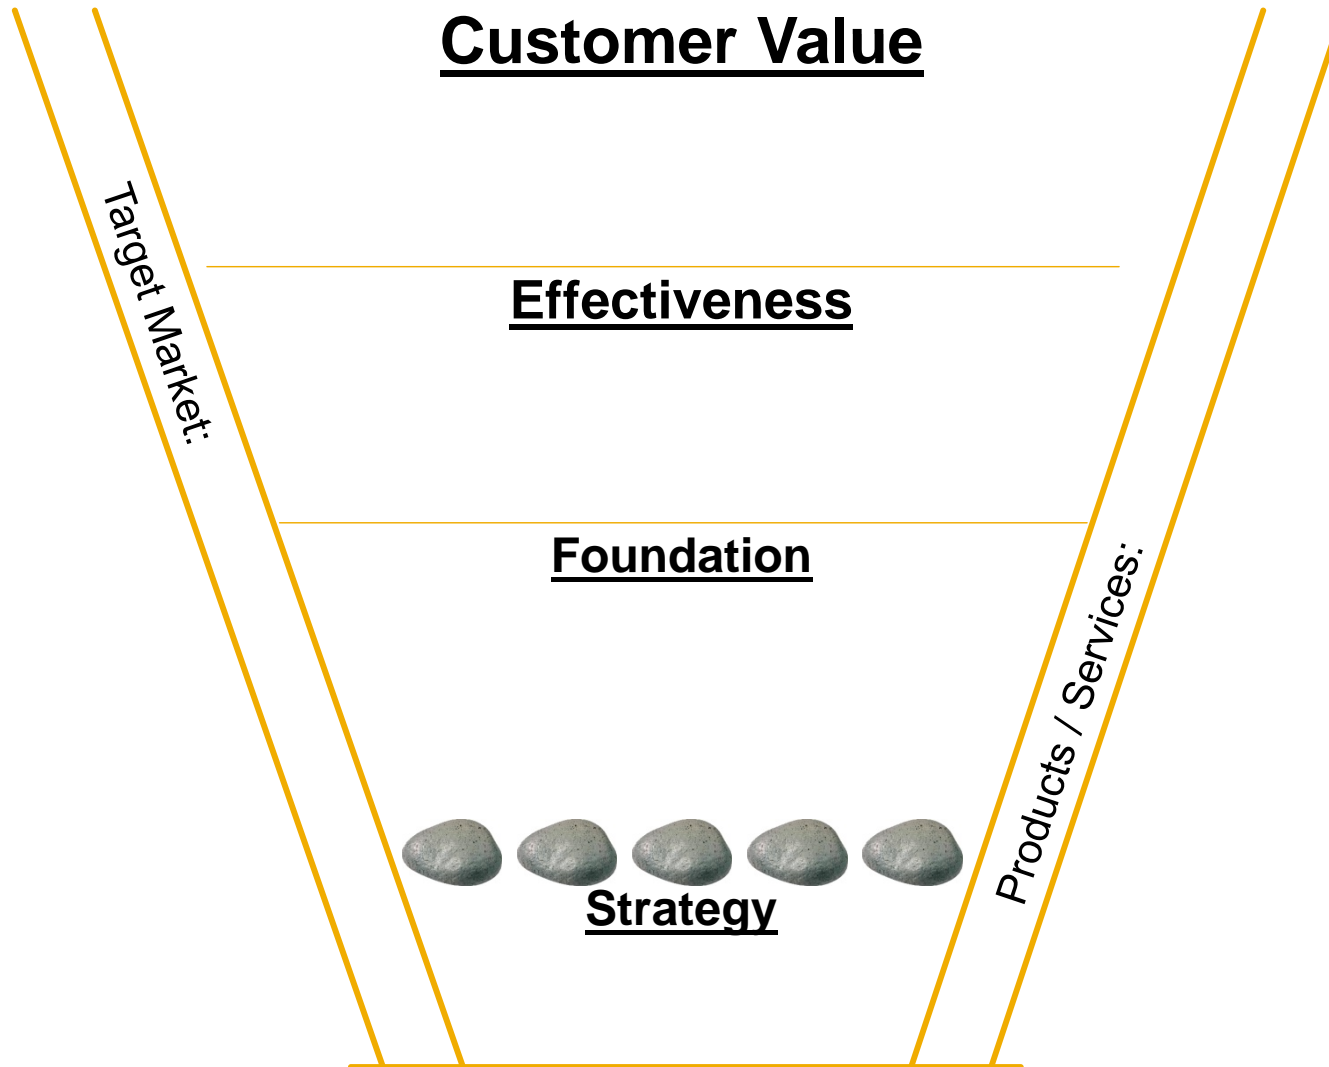 Customer Value
Target Market:
Effectiveness
Foundation
Products / Services:
Strategy